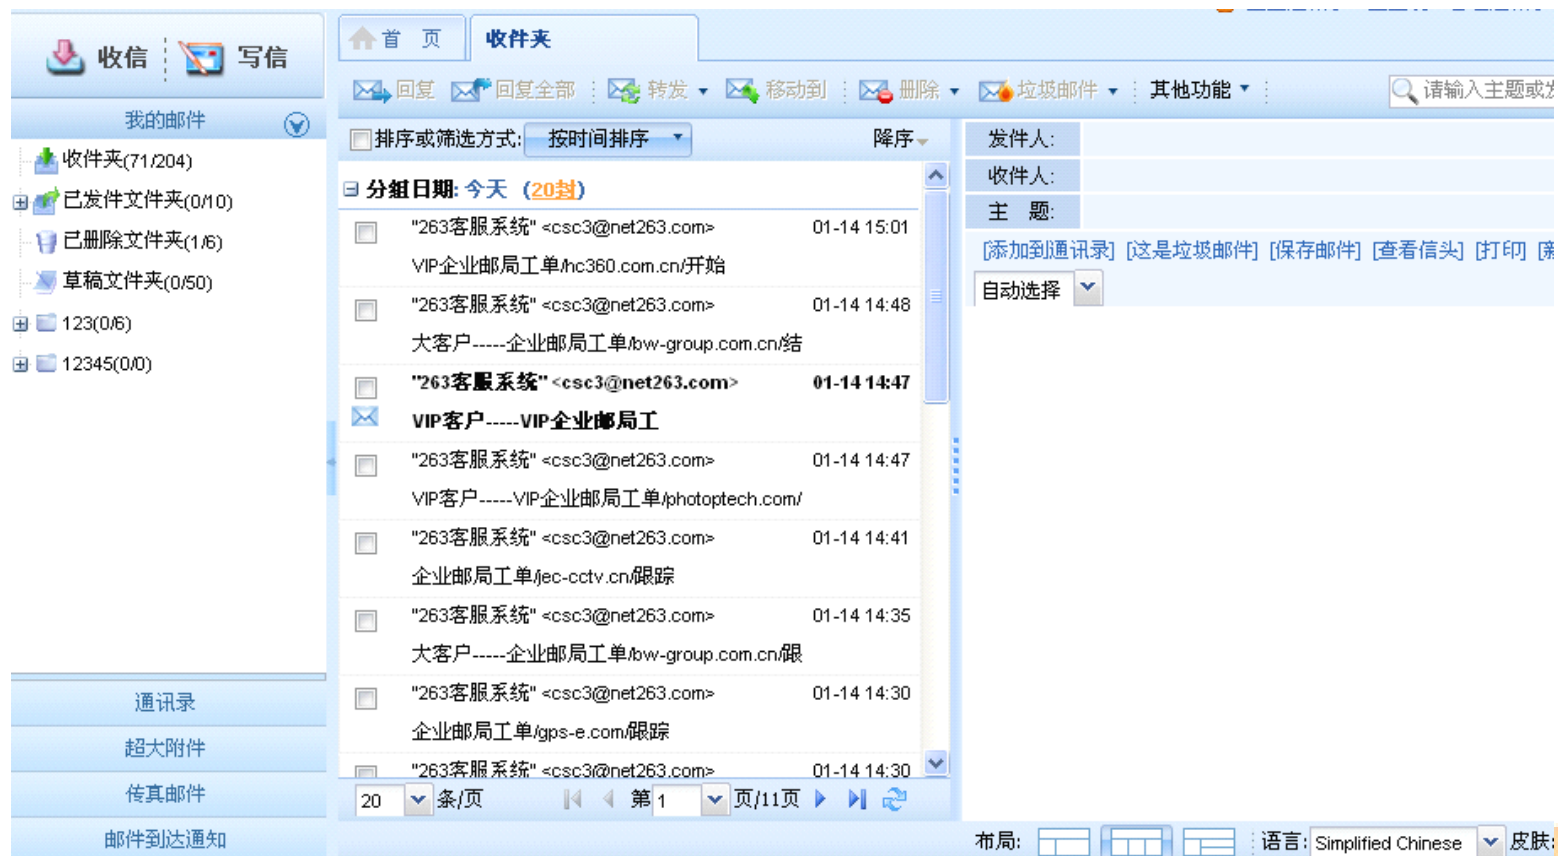 收信 写信
我的邮件
收件夹(71/204)
已发件文件夹(0/10)
已删除文件夹(1/6)
草稿文件夹(0/50)
123(0/6)
12345(0/0)
通讯录
超大附件
传真邮件
邮件到达通知
首 页 收件夹
回复 回复全部 转发 移动到 删除 垃圾邮件 其他功能 请输入主题或
排序或筛选方式: 按时间排序 降序
分组日期: 今天 (20封)
"263客服系统" <csc3@net263.com> 01-14 15:01
VIP企业邮局工单/hc360.com.cn/开始
"263客服系统" <csc3@net263.com> 01-14 14:48
大客户-----企业邮局工单/bw-group.com.cn/结
"263客服系统" <csc3@net263.com> 01-14 14:47
VIP客户-----VIP企业邮局工
"263客服系统" <csc3@net263.com> 01-14 14:47
VIP客户-----VIP企业邮局工单/photoptech.com/
"263客服系统" <csc3@net263.com> 01-14 14:41
企业邮局工单/jec-cctv.cn/跟踪
"263客服系统" <csc3@net263.com> 01-14 14:35
大客户-----企业邮局工单/bw-group.com.cn/跟
"263客服系统" <csc3@net263.com> 01-14 14:30
企业邮局工单/gps-e.com/跟踪
"263客服系统" <csc3@net263.com> 01-14 14:30
20 条/页 第 1 页/11页
发件人:
收件人:
主 题:
[添加到通讯录] [这是垃圾邮件] [保存邮件] [查看信头] [打印] [
自动选择
布局: 语言: Simplified Chinese 皮肤: